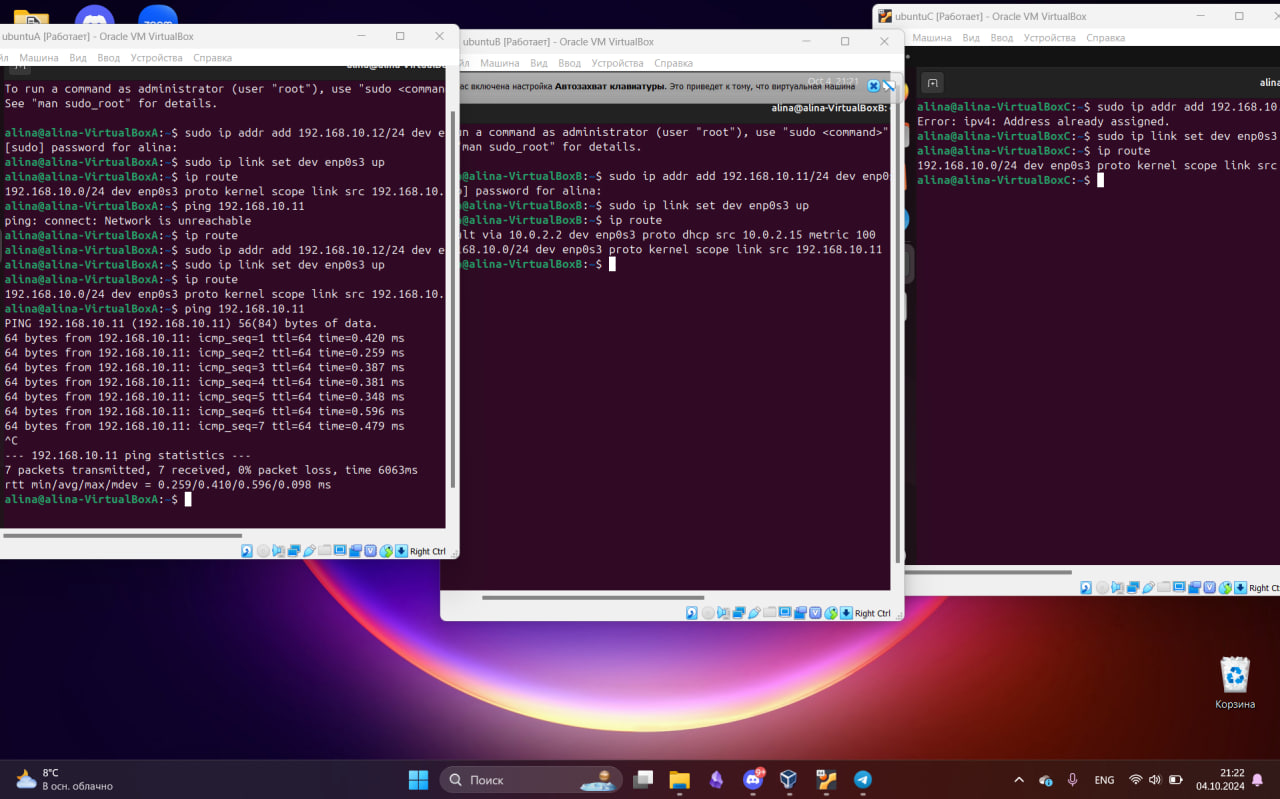 zoom
ubuntuA [Работает] - Oracle VM VirtualBox
Машина Вид Ввод Устройства Справка
To run a command as administrator (user "root"), use "sudo <comman
See "man sudo_root" for details.
alina@alina-VirtualBoxA:~$ sudo ip addr add 192.168.10.12/24 dev e
[sudo] password for alina:
alina@alina-VirtualBoxA:~$ sudo ip link set dev enp0s3 up
alina@alina-VirtualBoxA:~$ ip route
192.168.10.0/24 dev enp0s3 proto kernel scope link src 192.168.10.
alina@alina-VirtualBoxA:~$ ping 192.168.10.11
ping: connect: Network is unreachable
alina@alina-VirtualBoxA:~$ ip route
alina@alina-VirtualBoxA:~$ sudo ip addr add 192.168.10.12/24 dev e
alina@alina-VirtualBoxA:~$ sudo ip link set dev enp0s3 up
alina@alina-VirtualBoxA:~$ ip route
192.168.10.0/24 dev enp0s3 proto kernel scope link src 192.168.10.
alina@alina-VirtualBoxA:~$ ping 192.168.10.11
PING 192.168.10.11 (192.168.10.11) 56(84) bytes of data.
64 bytes from 192.168.10.11: icmp_seq=1 ttl=64 time=0.420 ms
64 bytes from 192.168.10.11: icmp_seq=2 ttl=64 time=0.259 ms
64 bytes from 192.168.10.11: icmp_seq=3 ttl=64 time=0.387 ms
64 bytes from 192.168.10.11: icmp_seq=4 ttl=64 time=0.381 ms
64 bytes from 192.168.10.11: icmp_seq=5 ttl=64 time=0.348 ms
64 bytes from 192.168.10.11: icmp_seq=6 ttl=64 time=0.596 ms
64 bytes from 192.168.10.11: icmp_seq=7 ttl=64 time=0.479 ms
^C
--- 192.168.10.11 ping statistics ---
7 packets transmitted, 7 received, 0% packet loss, time 6063ms
rtt min/avg/max/mdev = 0.259/0.410/0.596/0.098 ms
alina@alina-VirtualBoxA:~$
Right Ctrl
ubuntuB [Работает] - Oracle VM VirtualBox
Машина Вид Ввод Устройства Справка
Oct 4 21:21
ас включена настройка Автозахват клавиатуры. Это приведет к тому, что виртуальная машина
alina@alina-VirtualBoxB:
un a command as administrator (user "root"), use "sudo <command>"
"man sudo_root" for details.
@alina-VirtualBoxB:~$ sudo ip addr add 192.168.10.11/24 dev enp0
] password for alina:
@alina-VirtualBoxB:~$ sudo ip link set dev enp0s3 up
@alina-VirtualBoxB:~$ ip route
ult via 10.0.2.2 dev enp0s3 proto dhcp src 10.0.2.15 metric 100
.168.10.0/24 dev enp0s3 proto kernel scope link src 192.168.10.11
@alina-VirtualBoxB:~$
Right Ctrl
ubuntuC [Работает] - Oracle VM VirtualBox
Машина Вид Ввод Устройства Справка
alina
alina@alina-VirtualBoxC:~$ sudo ip addr add 192.168.10.
Error: ipv4: Address already assigned.
alina@alina-VirtualBoxC:~$ sudo ip link set dev enp0s3
alina@alina-VirtualBoxC:~$ ip route
192.168.10.0/24 dev enp0s3 proto kernel scope link src
alina@alina-VirtualBoxC:~$
Right Ct
Корзина
8°C
В осн. облачно
Поиск
9+
ENG
21:22
04.10.2024